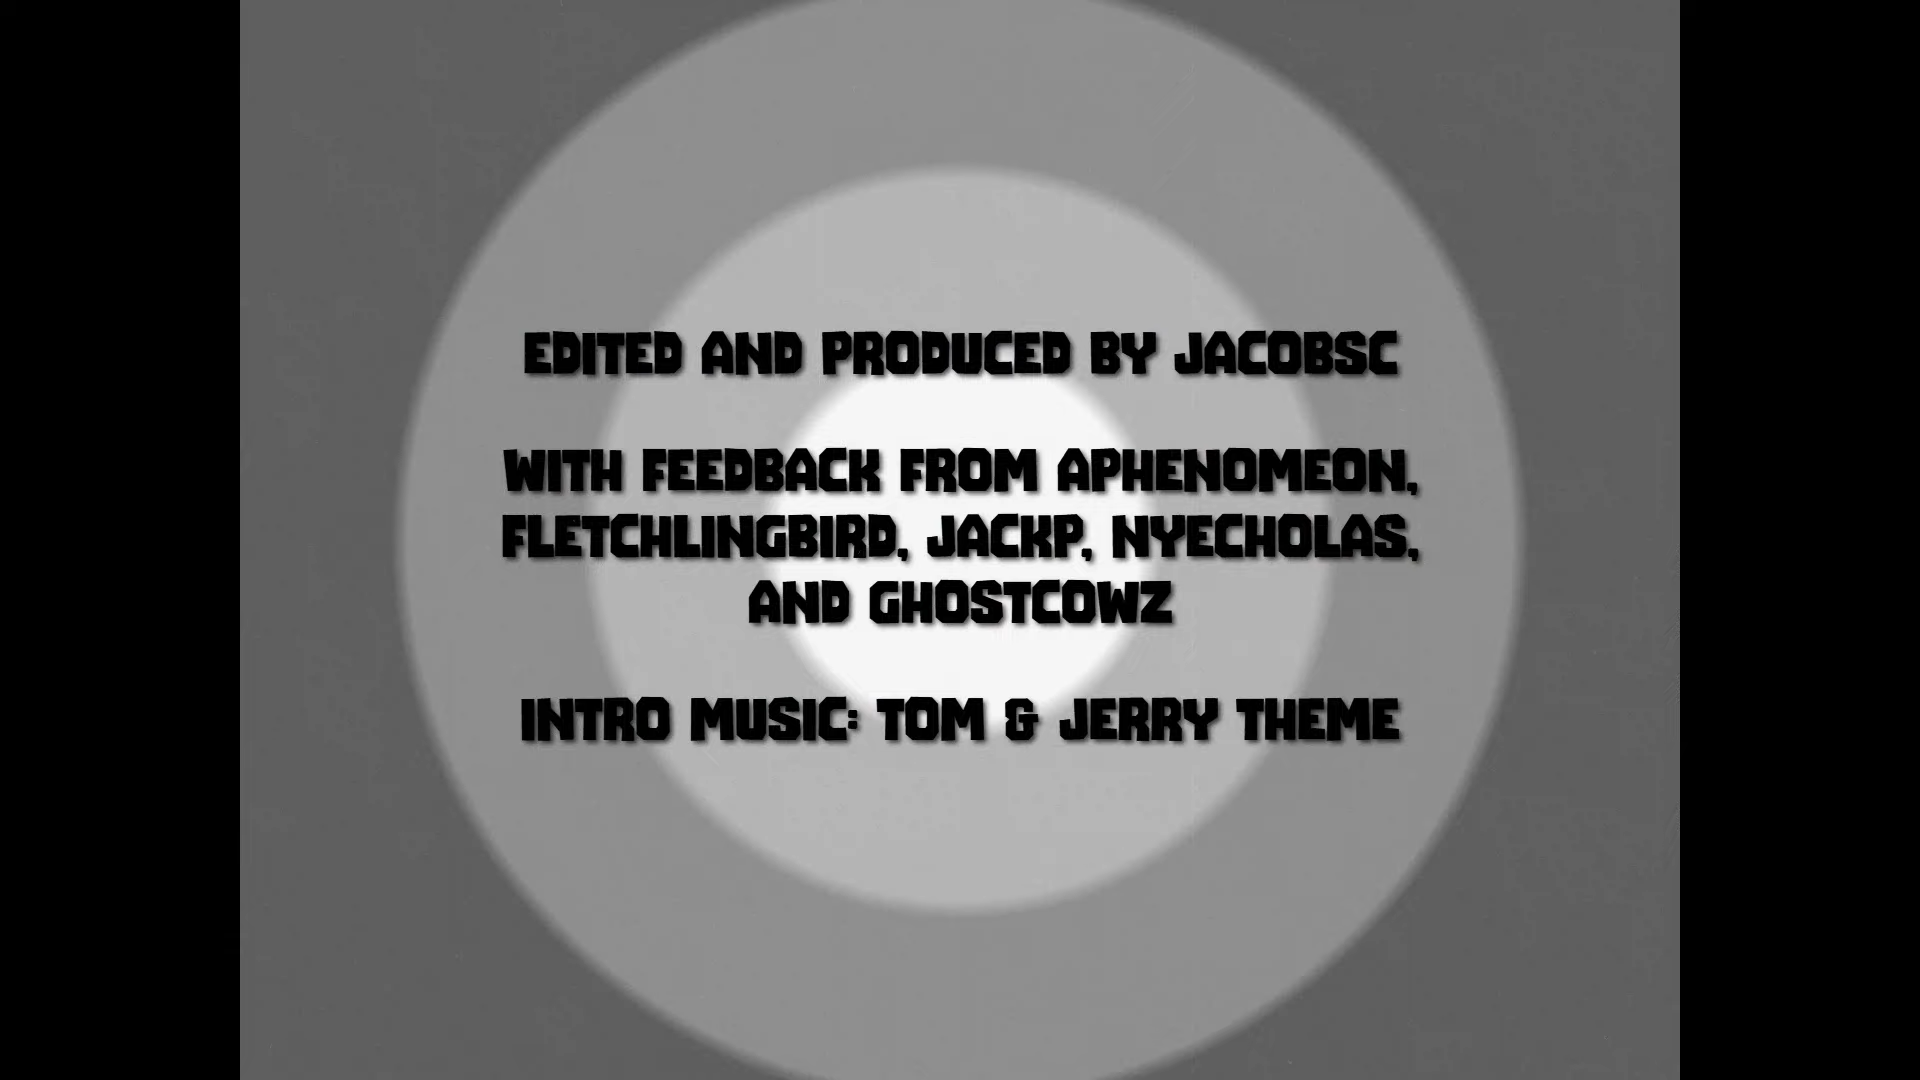 EDITED AND PRODUCED BY JACOBSC
WITH FEEDBACK FROM APHENOMEON,
FLETCHLINGBIRD, JACKP, NYECHOLAS,
AND GHOSTCOWZ
INTRO MUSIC: TOM & JERRY THEME